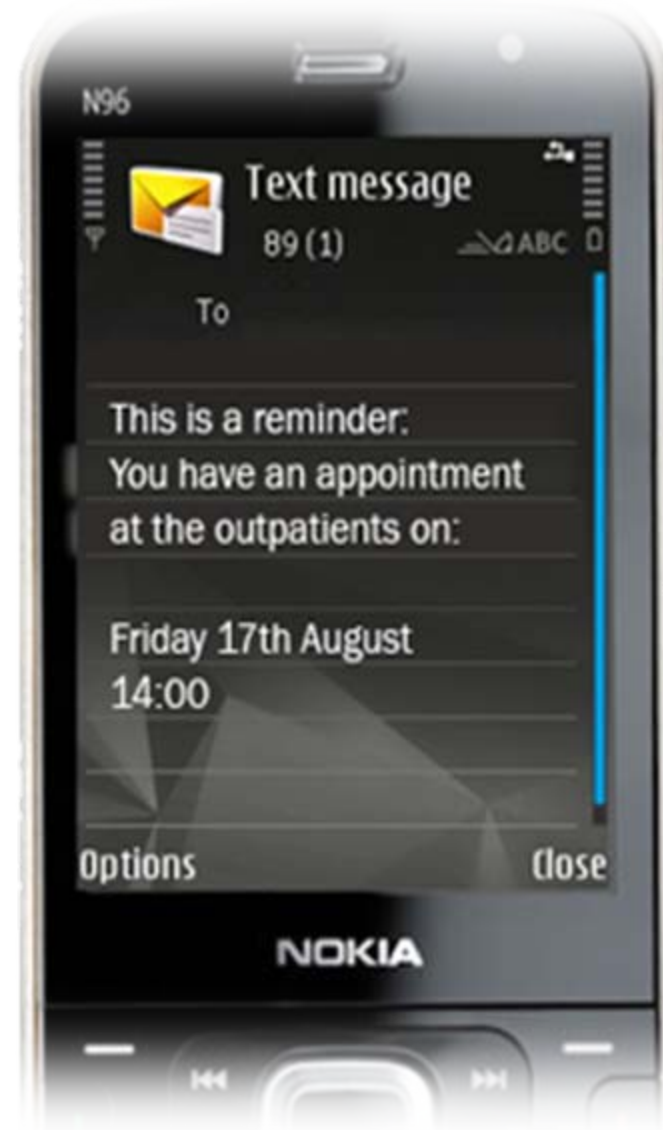 N96
Text message
89 (1)
ABC
To
This is a reminder:
You have an appointment
at the outpatients on:
Friday 17th August
14:00
Options
Close
NOKIA